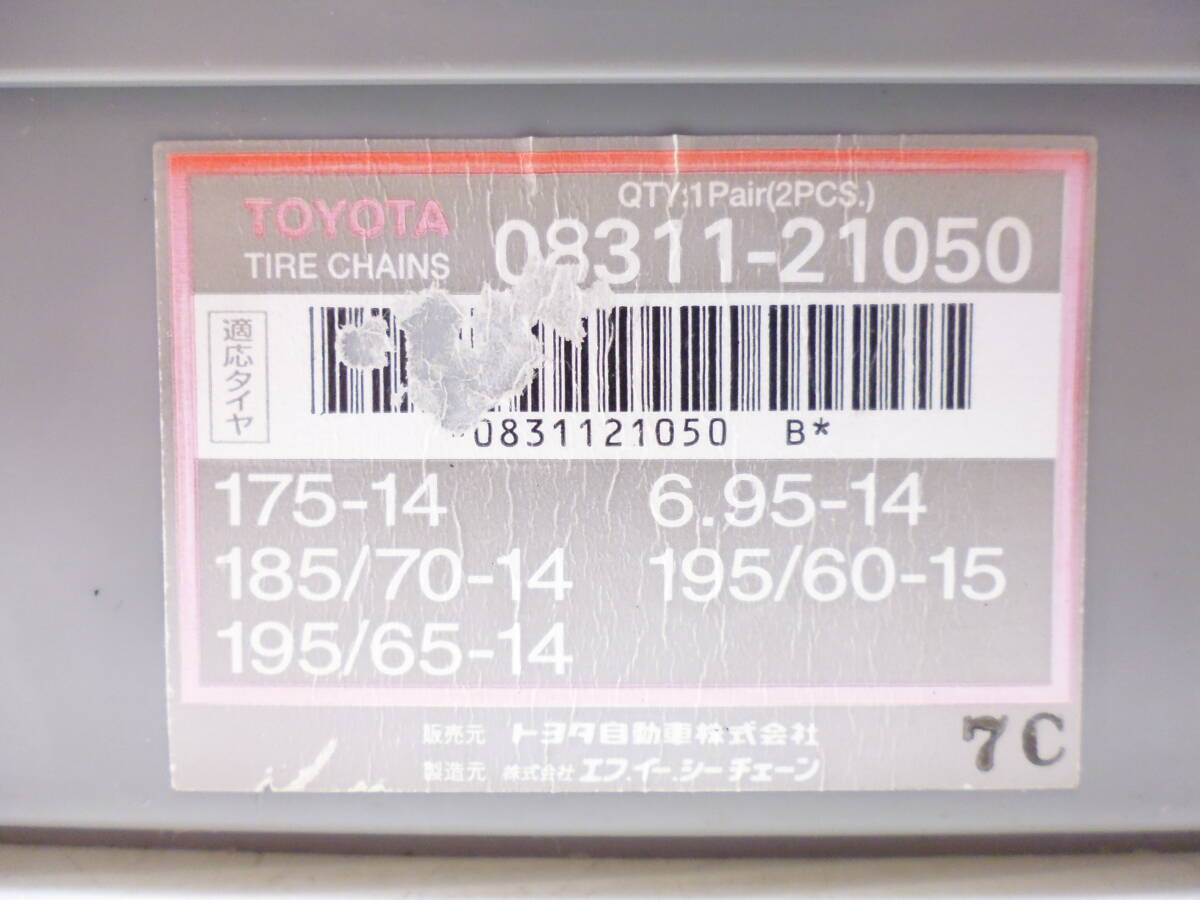 QTY:1Pair(2PCS.)
TOYOTA
TIRE CHAINS
08311-21050
適応タイヤ
*0831121050 B*
175-14
6.95-14
185/70-14
195/60-15
195/65-14
販売元 トヨタ自動車株式会社
製造元 株式会社 エフ.イー.シーチェーン
7C